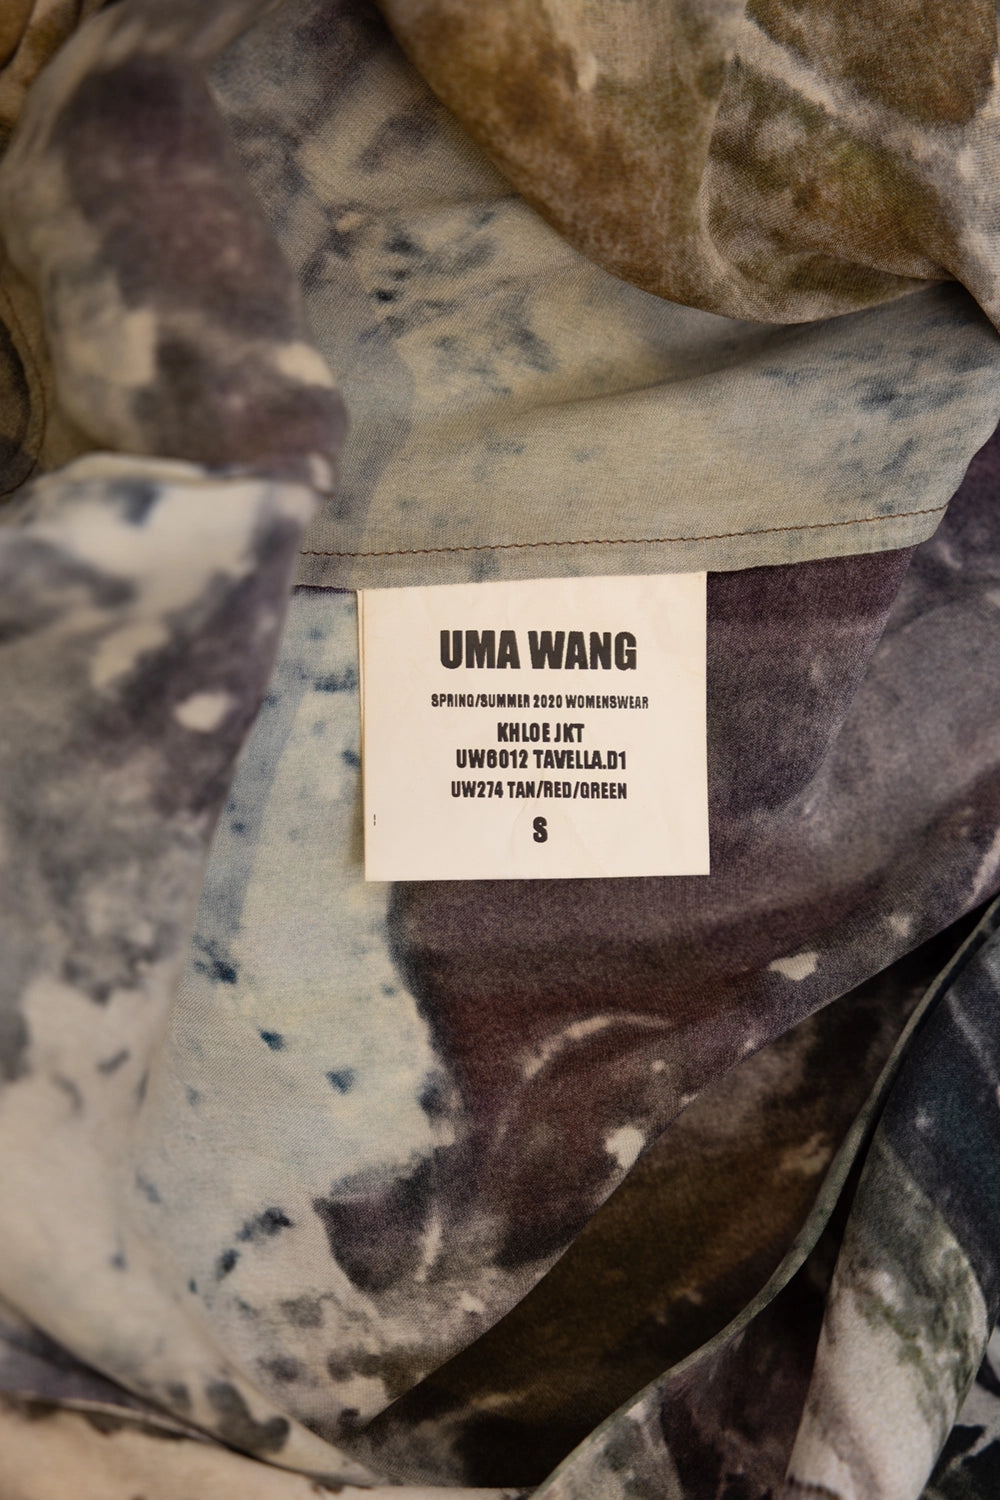 UMA WANG
SPRING/SUMMER 2020 WOMENSWEAR
KHLOE JKT
UW6012 TAVELLA.D1
UW274 TAN/RED/GREEN
S